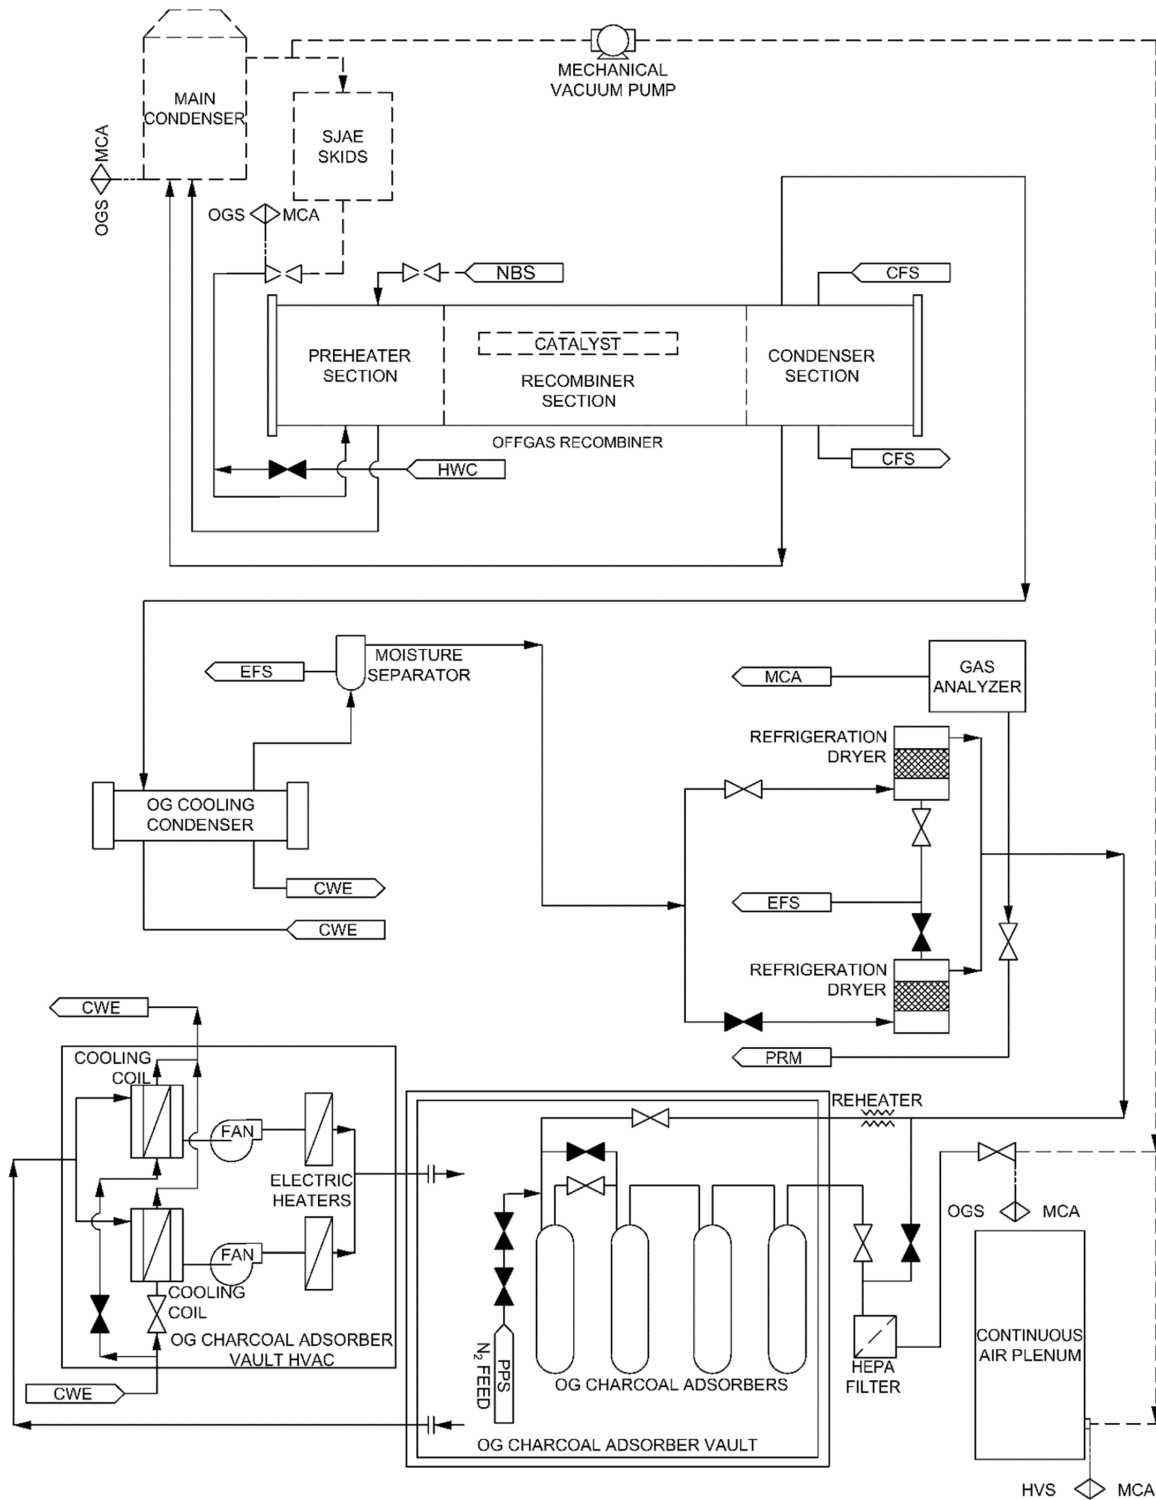 MECHANICAL
VACUUM PUMP
MAIN
CONDENSER
SJAE
SKIDS
MCA
OGS
OGS
MCA
NBS
CFS
PREHEATER
SECTION
CATALYST
RECOMBINER
SECTION
CONDENSER
SECTION
OFFGAS RECOMBINER
HWC
CFS
EFS
MOISTURE
SEPARATOR
MCA
GAS
ANALYZER
REFRIGERATION
DRYER
OG COOLING
CONDENSER
CWE
CWE
EFS
REFRIGERATION
DRYER
PRM
CWE
COOLING
COIL
FAN
ELECTRIC
HEATERS
FAN
COOLING
COIL
OG CHARCOAL ADSORBER
VAULT HVAC
CWE
REHEATER
OGS
MCA
PPS
N2 FEED
OG CHARCOAL ADSORBERS
HEPA
FILTER
CONTINUOUS
AIR PLENUM
OG CHARCOAL ADSORBER VAULT
HVS
MCA